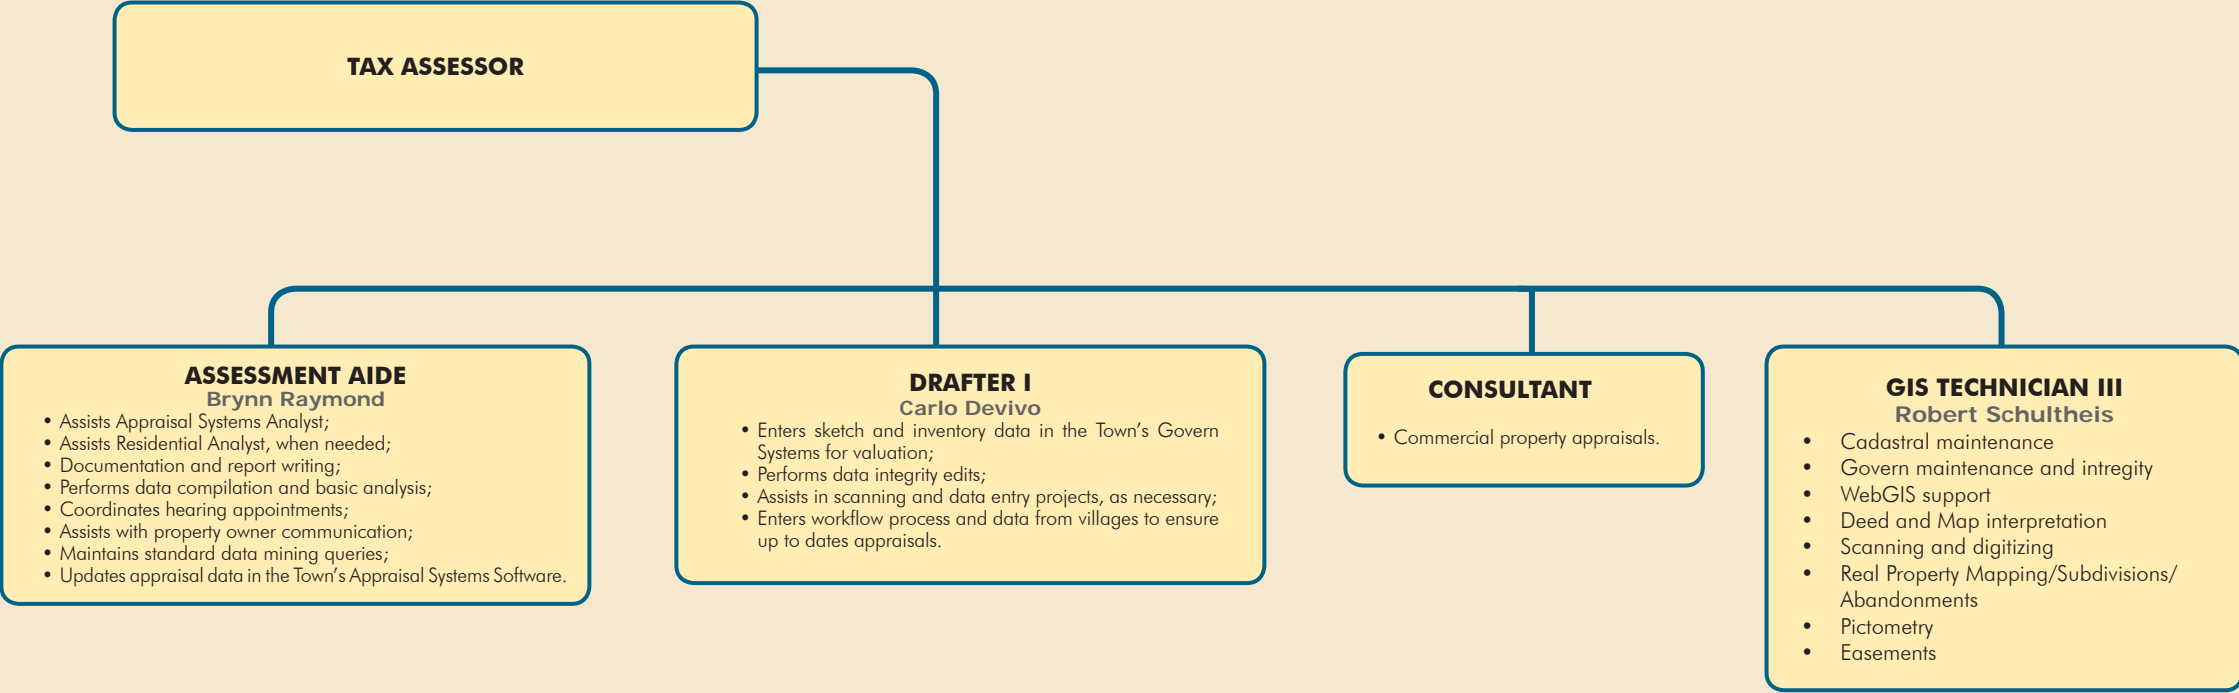 TAX ASSESSOR
ASSESSMENT AIDE
Brynn Raymond
• Assists Appraisal Systems Analyst;
• Assists Residential Analyst, when needed;
• Documentation and report writing;
• Performs data compilation and basic analysis;
• Coordinates hearing appointments;
• Assists with property owner communication;
• Maintains standard data mining queries;
• Updates appraisal data in the Town's Appraisal Systems Software.
DRAFTER I
Carlo Devivo
• Enters sketch and inventory data in the Town's Govern
Systems for valuation;
• Performs data integrity edits;
• Assists in scanning and data entry projects, as necessary;
• Enters workflow process and data from villages to ensure
up to dates appraisals.
CONSULTANT
• Commercial property appraisals.
GIS TECHNICIAN III
Robert Schultheis
• Cadastral maintenance
• Govern maintenance and intregity
• WebGIS support
• Deed and Map interpretation
• Scanning and digitizing
• Real Property Mapping/Subdivisions/
Abandonments
• Pictometry
• Easements